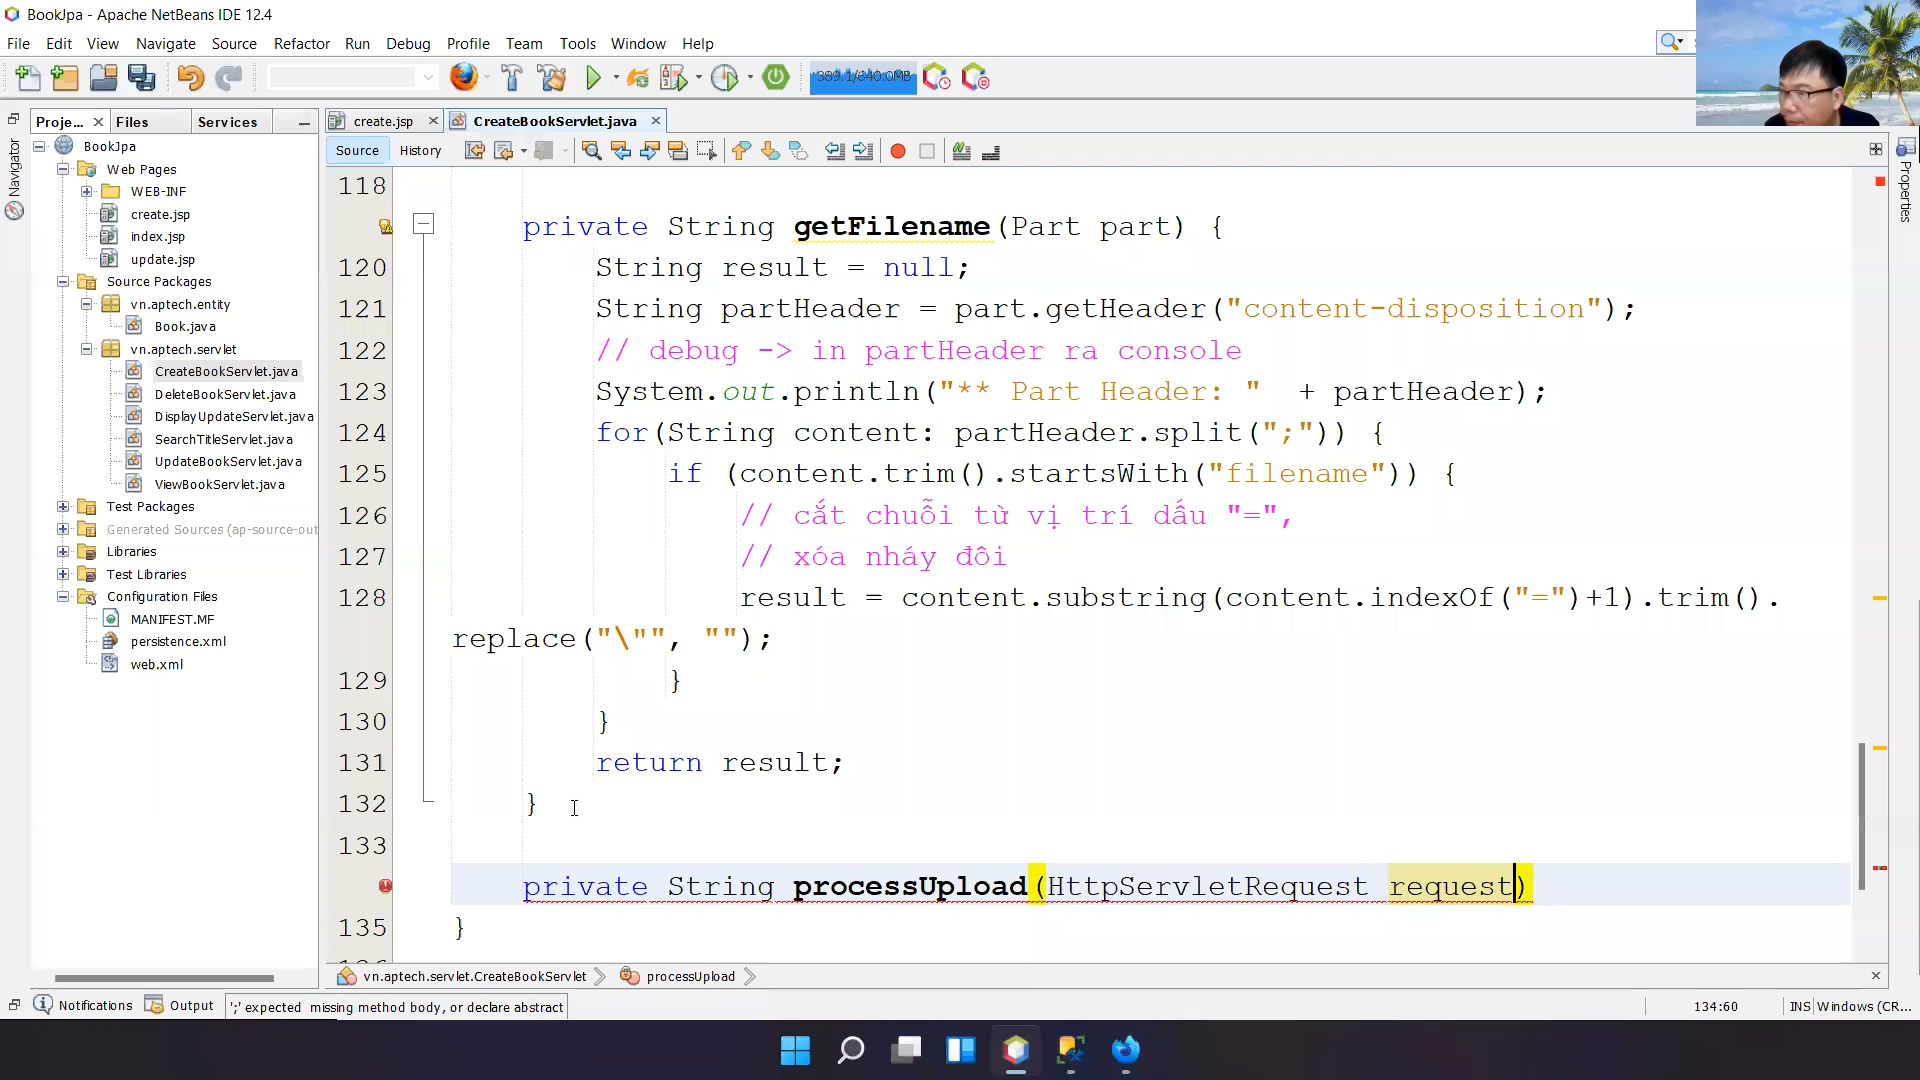 BookJpa - Apache NetBeans IDE 12.4
File Edit View Navigate Source Refactor Run Debug Profile Team Tools Window Help
389.1/640.0MB
Proje... Files Services
create.jsp CreateBookServlet.java
Source History
Navigator
Properties
BookJpa
Web Pages
WEB-INF
create.jsp
index.jsp
update.jsp
Source Packages
vn.aptech.entity
Book.java
vn.aptech.servlet
CreateBookServlet.java
DeleteBookServlet.java
DisplayUpdateServlet.java
SearchTitleServlet.java
UpdateBookServlet.java
ViewBookServlet.java
Test Packages
Generated Sources (ap-source-out
Libraries
Test Libraries
Configuration Files
MANIFEST.MF
persistence.xml
web.xml
118
private String getFilename(Part part) {
120 String result = null;
121 String partHeader = part.getHeader("content-disposition");
122 // debug -> in partHeader ra console
123 System.out.println("** Part Header: " + partHeader);
124 for(String content: partHeader.split(";")) {
125 if (content.trim().startsWith("filename")) {
126 // cắt chuỗi từ vị trí dấu "=",
127 // xóa nháy đôi
128 result = content.substring(content.indexOf("=")+1).trim().
replace("\"", "");
129 }
130 }
131 return result;
132 }
133
private String processUpload(HttpServletRequest request)
135 }
vn.aptech.servlet.CreateBookServlet processUpload
Notifications Output ';' expected missing method body, or declare abstract
134:60 INS Windows (CR...